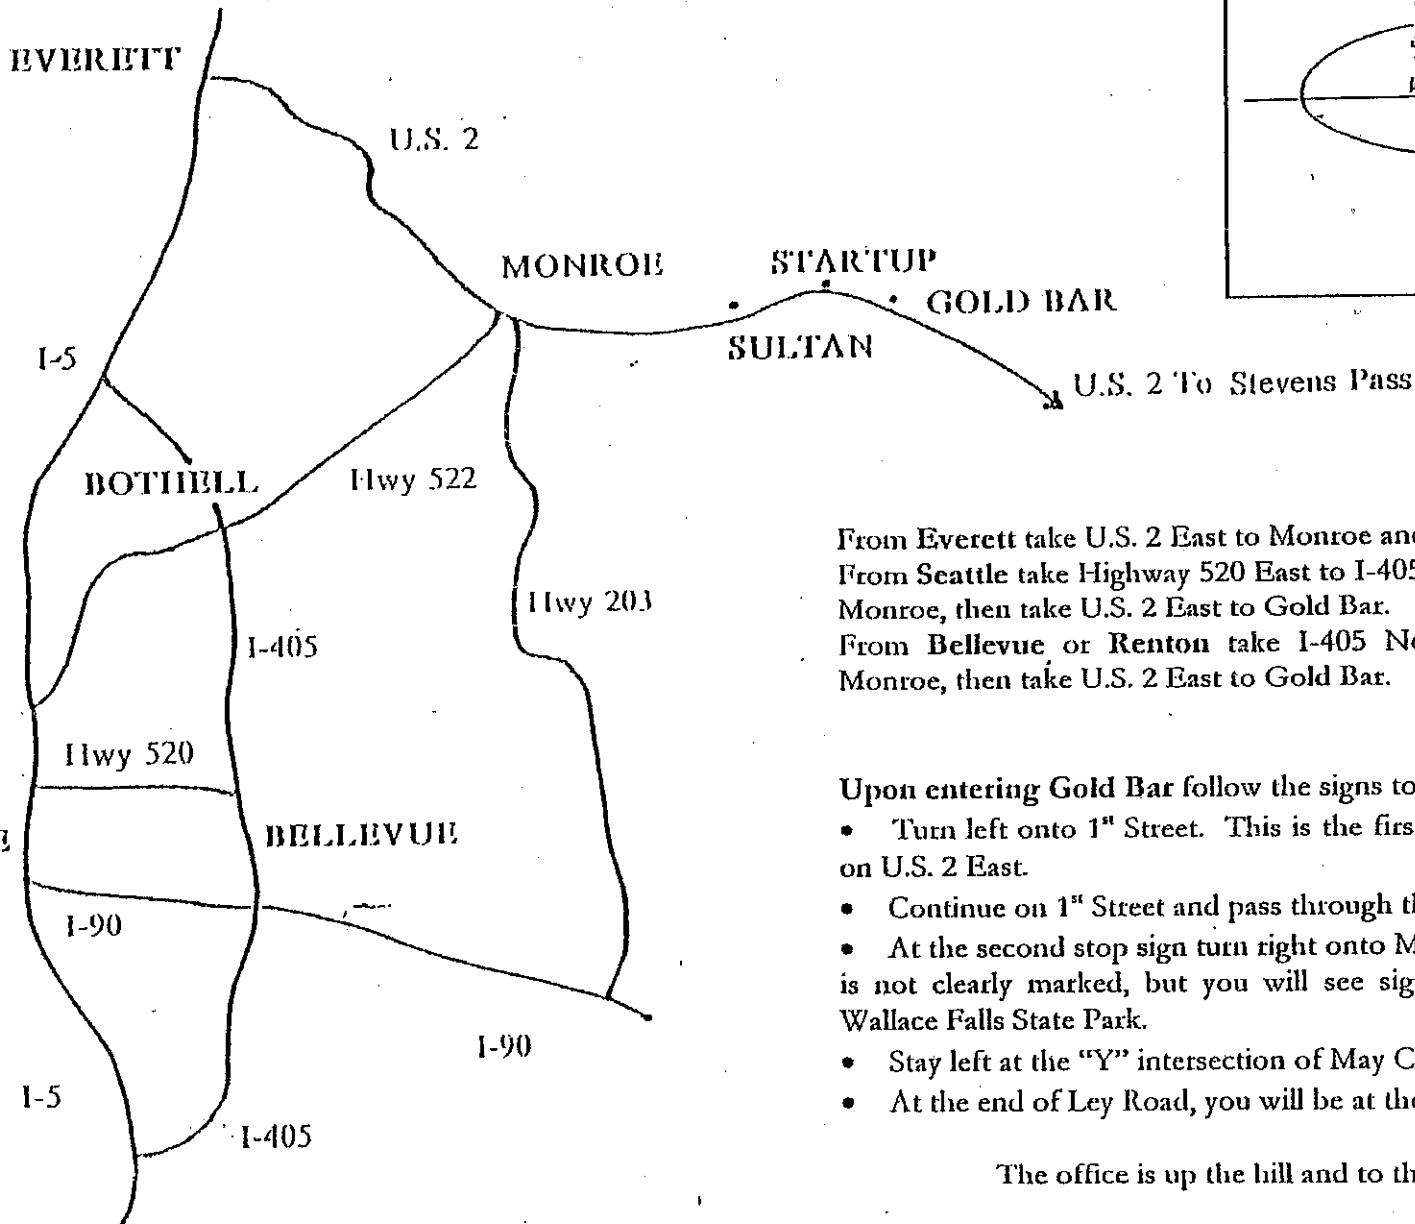 EVERETT
U.S. 2
MONROE
STARTUP
GOLD BAR
SULTAN
I-5
U.S. 2 To Stevens Pass
BOTHELL
Hwy 522
Hwy 203
I-405
Hwy 520
BELLEVUE
E
I-90
I-90
I-5
I-405
From Everett take U.S. 2 East to Monroe and
From Seattle take Highway 520 East to I-405
Monroe, then take U.S. 2 East to Gold Bar.
From Bellevue or Renton take I-405 No
Monroe, then take U.S. 2 East to Gold Bar.
Upon entering Gold Bar follow the signs to
• Turn left onto 1st Street. This is the firs
on U.S. 2 East.
• Continue on 1st Street and pass through th
• At the second stop sign turn right onto M
is not clearly marked, but you will see sig
Wallace Falls State Park.
• Stay left at the “Y” intersection of May C
• At the end of Ley Road, you will be at the
The office is up the hill and to th